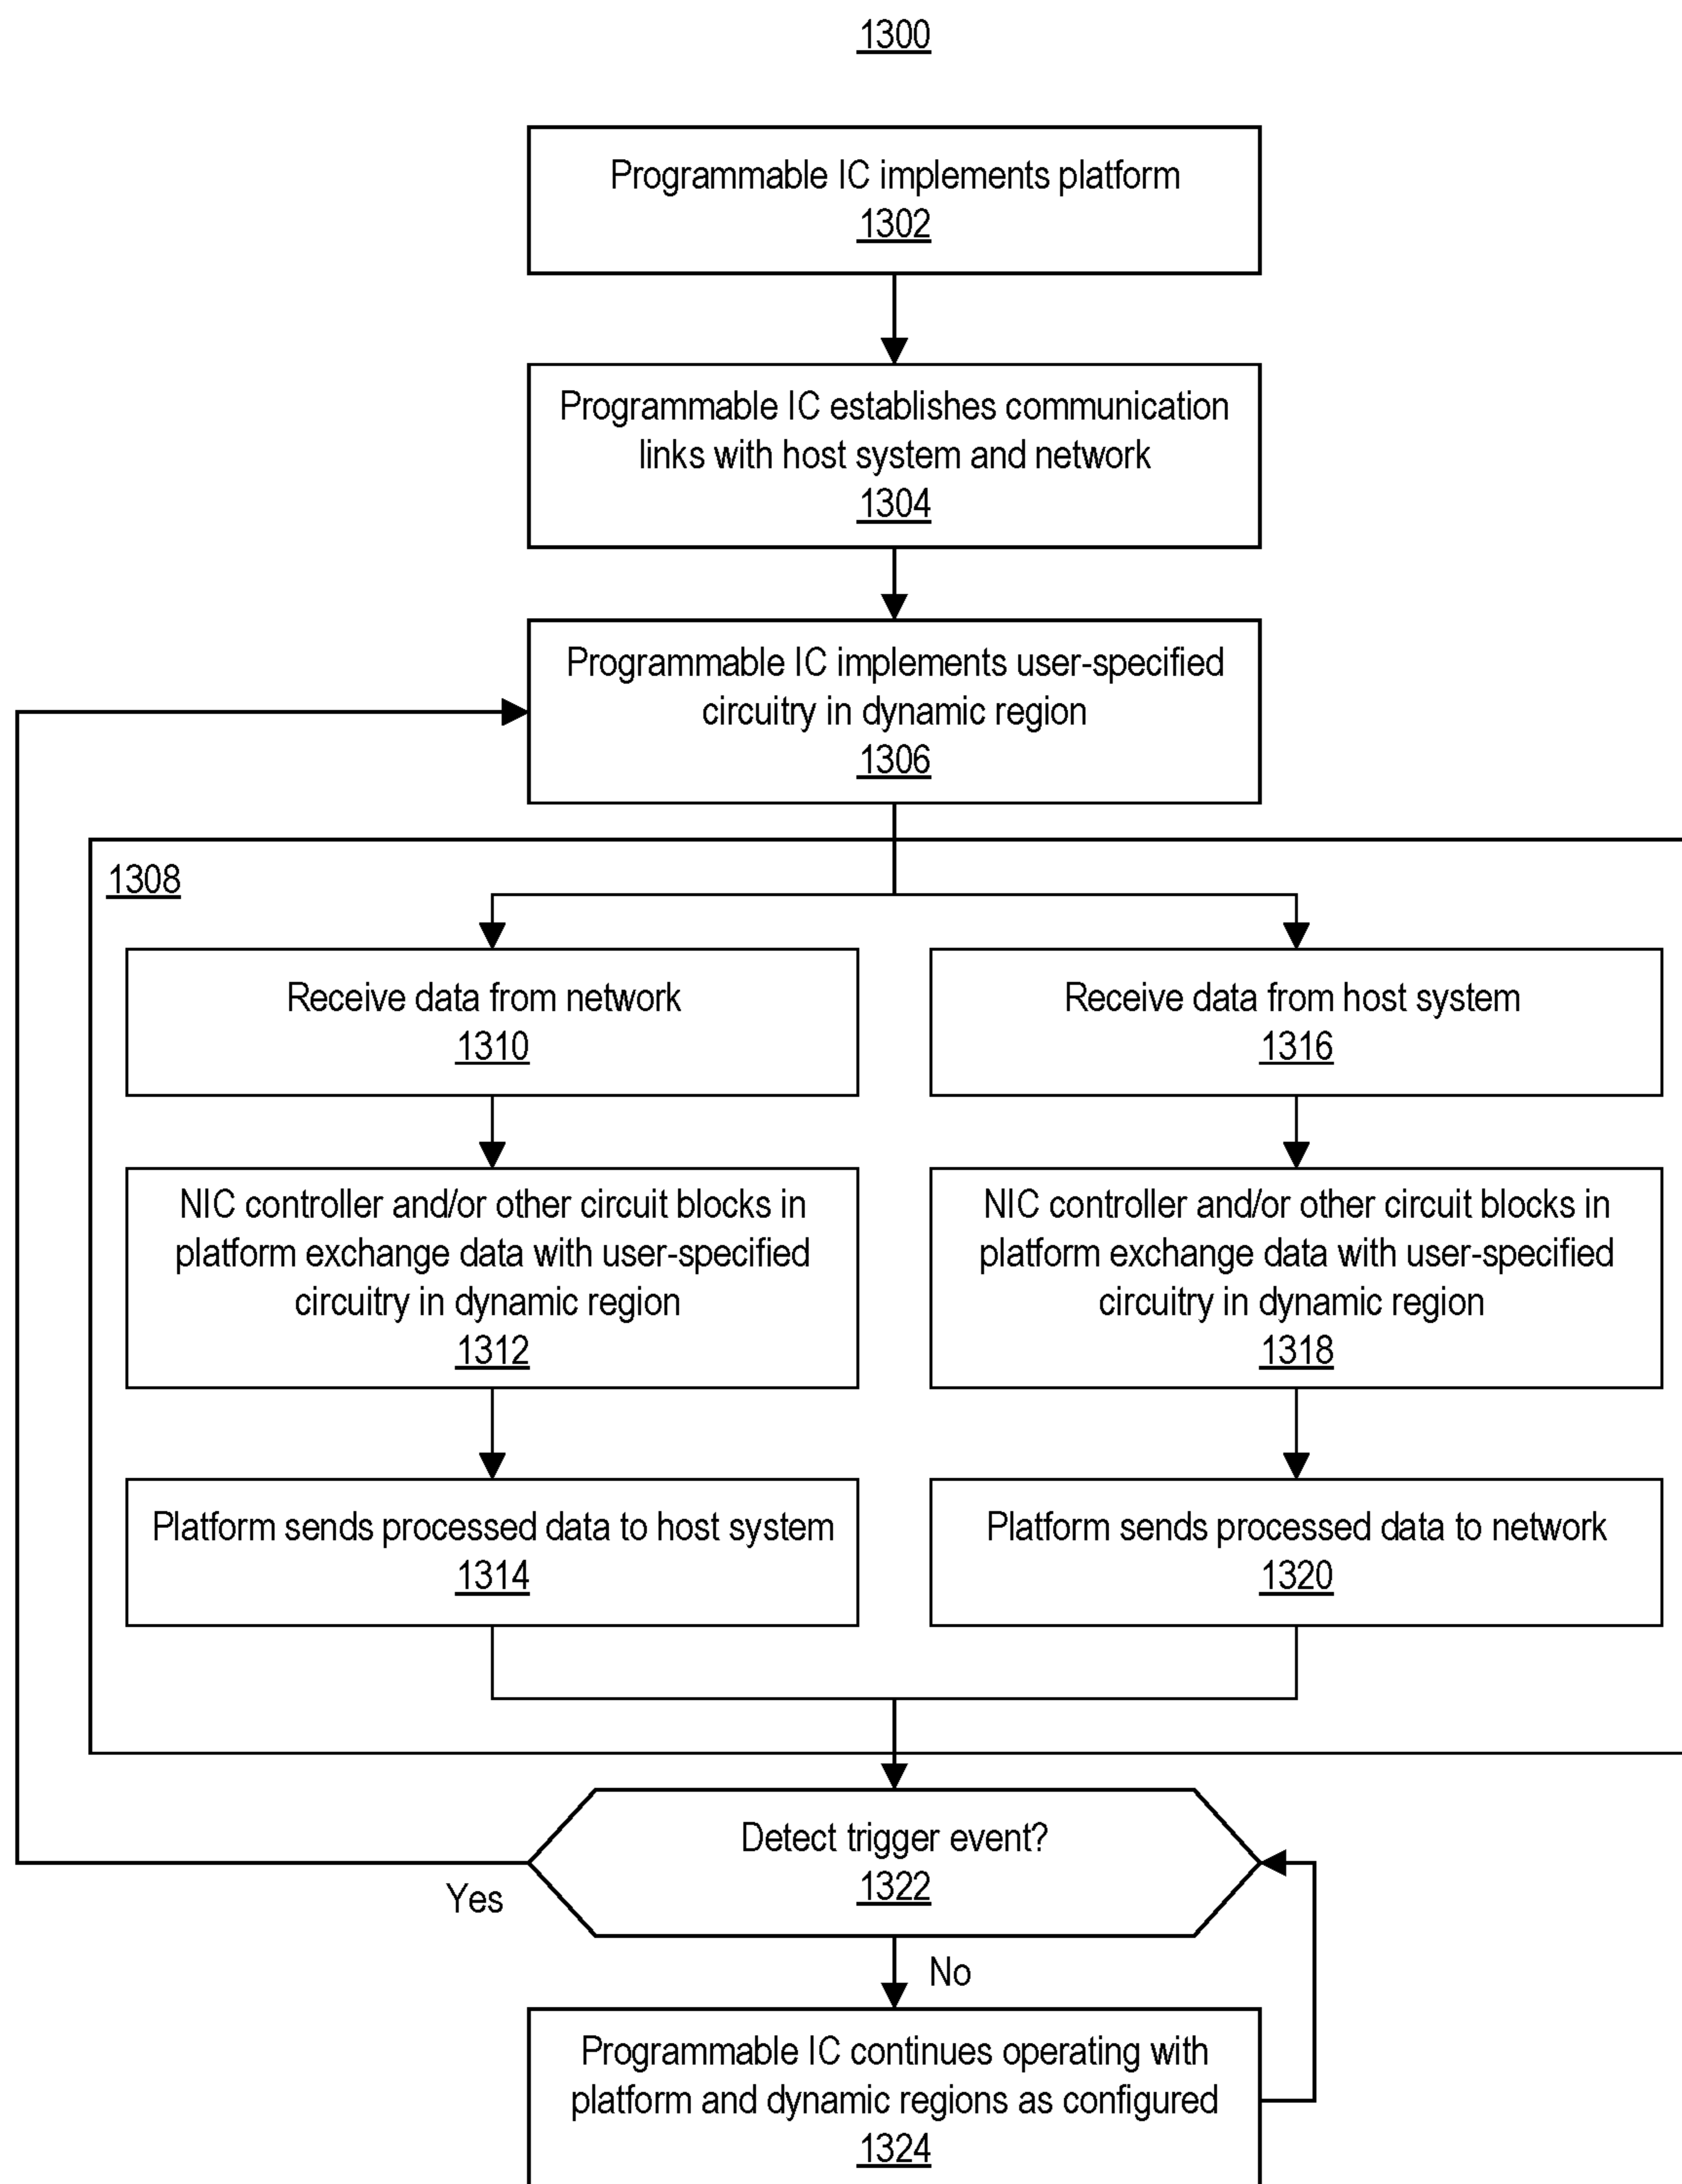 1300
Programmable IC implements platform
1302
Programmable IC establishes communication
links with host system and network
1304
Programmable IC implements user-specified
circuitry in dynamic region
1306
1308
Receive data from network
1310
NIC controller and/or other circuit blocks in
platform exchange data with user-specified
circuitry in dynamic region
1312
Platform sends processed data to host system
1314
Receive data from host system
1316
NIC controller and/or other circuit blocks in
platform exchange data with user-specified
circuitry in dynamic region
1318
Platform sends processed data to network
1320
Detect trigger event?
1322
Yes
No
Programmable IC continues operating with
platform and dynamic regions as configured
1324